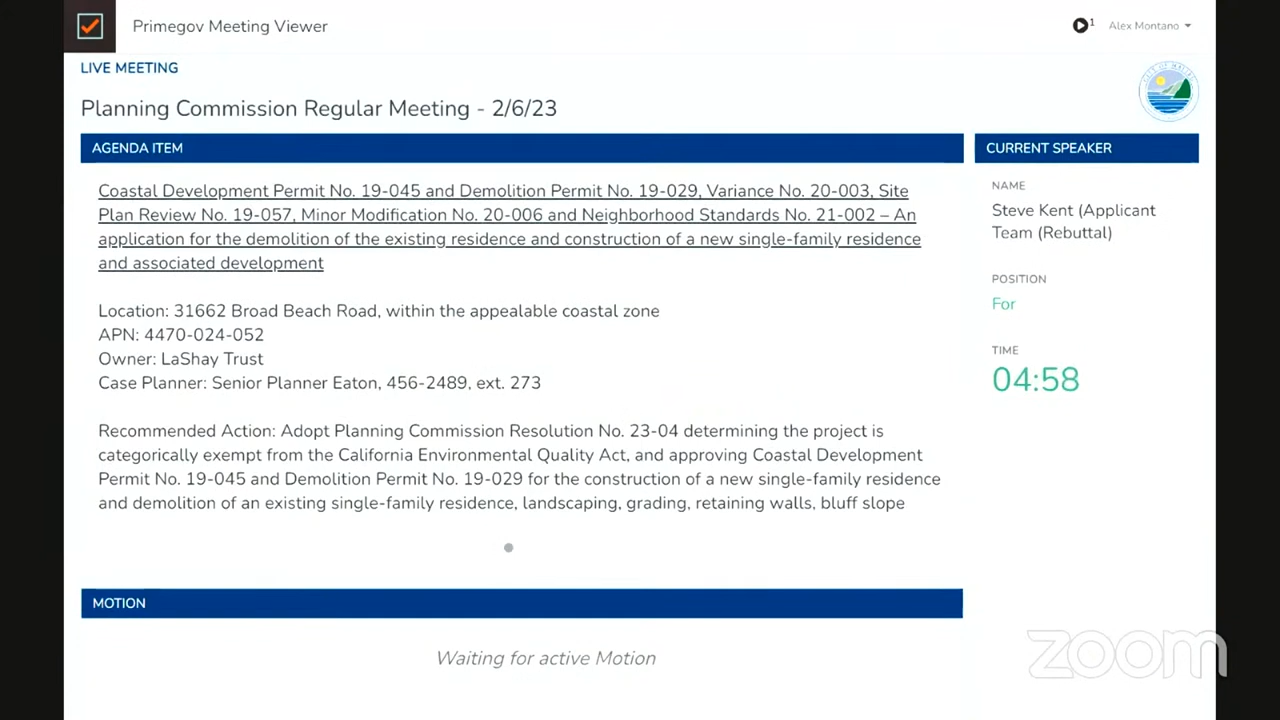 Primegov Meeting Viewer
1
Alex Montano
LIVE MEETING
Planning Commission Regular Meeting - 2/6/23
AGENDA ITEM
CURRENT SPEAKER
Coastal Development Permit No. 19-045 and Demolition Permit No. 19-029, Variance No. 20-003, Site
Plan Review No. 19-057, Minor Modification No. 20-006 and Neighborhood Standards No. 21-002 – An
application for the demolition of the existing residence and construction of a new single-family residence
and associated development
Location: 31662 Broad Beach Road, within the appealable coastal zone
APN: 4470-024-052
Owner: LaShay Trust
Case Planner: Senior Planner Eaton, 456-2489, ext. 273
Recommended Action: Adopt Planning Commission Resolution No. 23-04 determining the project is
categorically exempt from the California Environmental Quality Act, and approving Coastal Development
Permit No. 19-045 and Demolition Permit No. 19-029 for the construction of a new single-family residence
and demolition of an existing single-family residence, landscaping, grading, retaining walls, bluff slope
NAME
Steve Kent (Applicant
Team (Rebuttal)
POSITION
For
TIME
04:58
MOTION
Waiting for active Motion
zoom